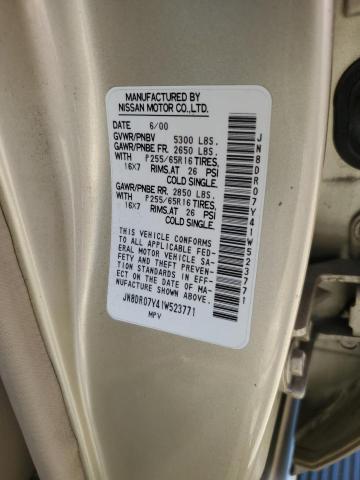 MANUFACTURED BY
NISSAN MOTOR CO.,LTD.
DATE 6/00
GVWR/PNBV 5300 LBS.
GAWR/PNBE FR. 2650 LBS.
WITH P255/65R16 TIRES,
16X7 RIMS,AT 26 PSI
COLD SINGLE.
GAWR/PNBE RR. 2850 LBS.
WITH P255/65R16 TIRES,
16X7 RIMS,AT 26 PSI
COLD SINGLE.
THIS VEHICLE CONFORMS
TO ALL APPLICABLE FED-
ERAL MOTOR VEHICLE SA-
FETY AND THEFT PREVENT-
ION STANDARDS IN EFF-
ECT ON THE DATE OF MA-
NUFACTURE SHOWN ABOVE.
JN8DR07Y41W523771
MPV
JN8DR07Y41W523771